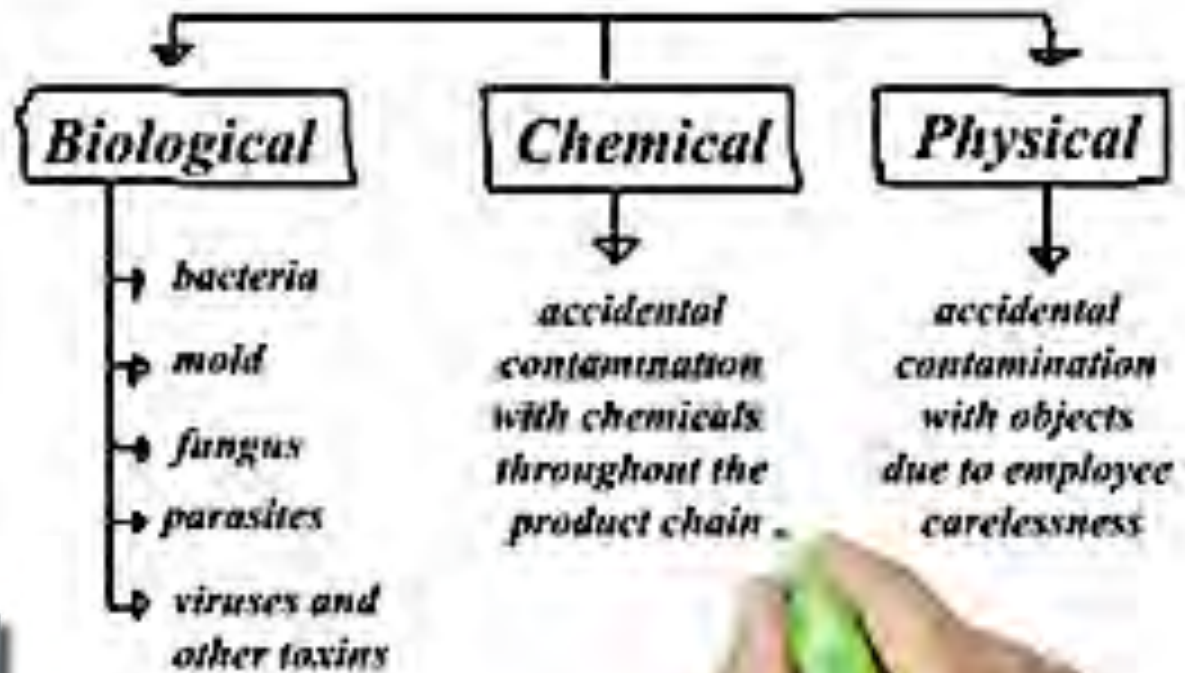 Biological
bacteria
mold
fungus
parasites
viruses and
other toxins
Chemical
accidental
contamination
with chemicals
throughout the
product chain
Physical
accidental
contamination
with objects
due to employee
carelessness